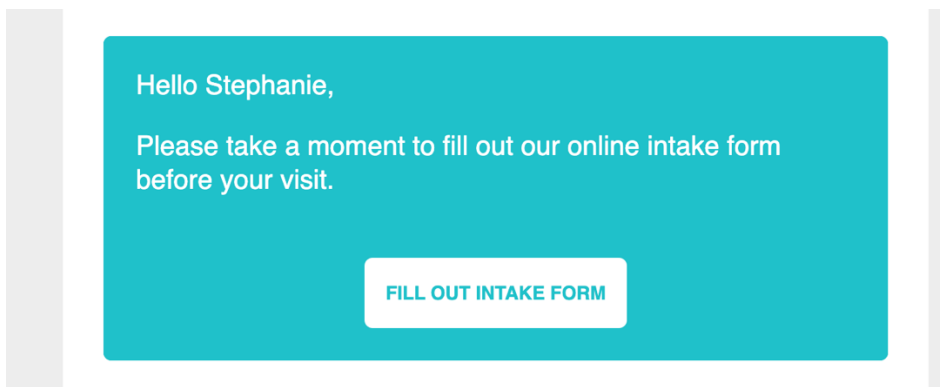 Hello Stephanie,
Please take a moment to fill out our online intake form
before your visit.
FILL OUT INTAKE FORM